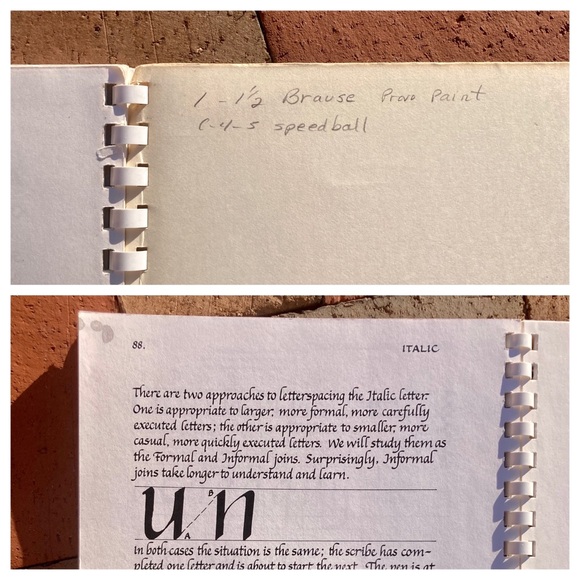 1 - 1 1/2 Brause Provo Paint
C-4-5 speedball
88.
ITALIC
There are two approaches to letterspacing the Italic letter.
One is appropriate to larger, more formal, more carefully
executed letters; the other is appropriate to smaller, more
casual, more quickly executed letters. We will study them as
the Formal and Informal joins. Surprisingly, Informal
joins take longer to understand and learn.
u n
B
A
In both cases the situation is the same; the scribe has com-
pleted one letter and is about to start the next. The pen is at